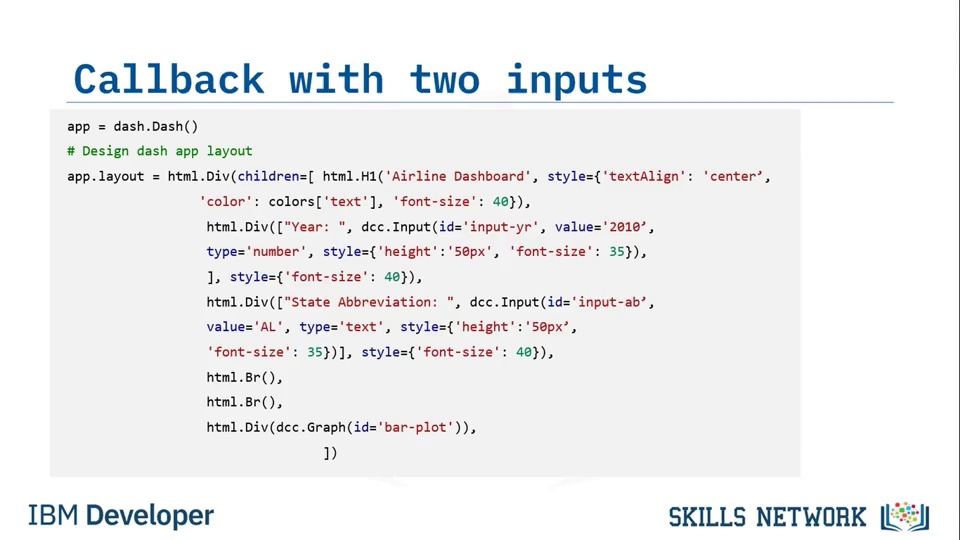 Callback with two inputs
app = dash.Dash()
# Design dash app layout
app.layout = html.Div(children=[ html.H1('Airline Dashboard', style={'textAlign': 'center’,
'color': colors['text'], 'font-size': 40}),
html.Div(["Year: ", dcc.Input(id='input-yr', value='2010’,
type='number', style={'height':'50px', 'font-size': 35}),
], style={'font-size': 40}),
html.Div(["State Abbreviation: ", dcc.Input(id='input-ab’,
value='AL', type='text', style={'height':'50px’,
'font-size': 35})], style={'font-size': 40}),
html.Br(),
html.Br(),
html.Div(dcc.Graph(id='bar-plot')),
])
IBM Developer
SKILLS NETWORK